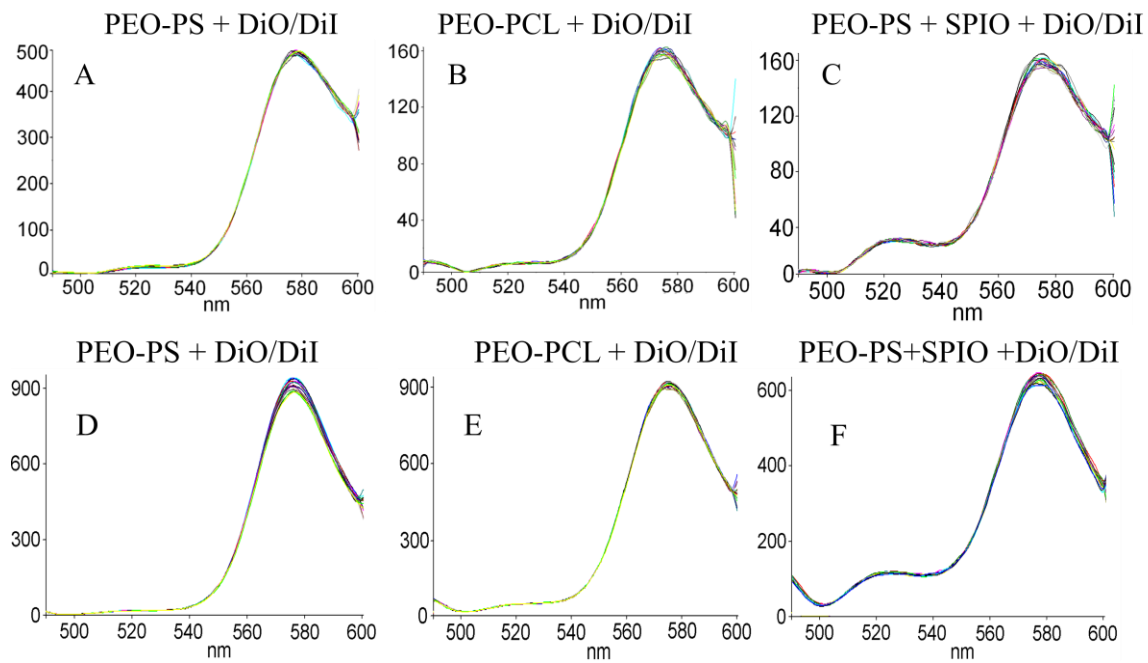 PEO-PS + DiO/DiI
PEO-PCL + DiO/DiI
PEO-PS + SPIO + DiO/DiI
A
500
400
300
200
100
0
500 520 540 560 580 600
nm
B
160
120
80
40
0
500 520 540 560 580 600
nm
C
160
120
80
40
0
500 520 540 560 580 600
nm
PEO-PS + DiO/DiI
PEO-PCL + DiO/DiI
PEO-PS+SPIO +DiO/DiI
D
900
600
300
0
500 520 540 560 580 600
nm
E
900
600
300
0
500 520 540 560 580 600
nm
F
600
400
200
0
500 520 540 560 580 600
nm